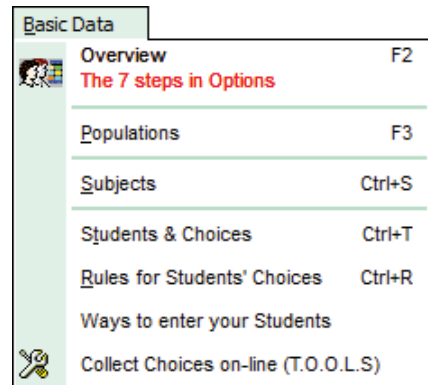 Basic Data
Overview F2
The 7 steps in Options
Populations F3
Subjects Ctrl+S
Students & Choices Ctrl+T
Rules for Students' Choices Ctrl+R
Ways to enter your Students
Collect Choices on-line (T.O.O.L.S)